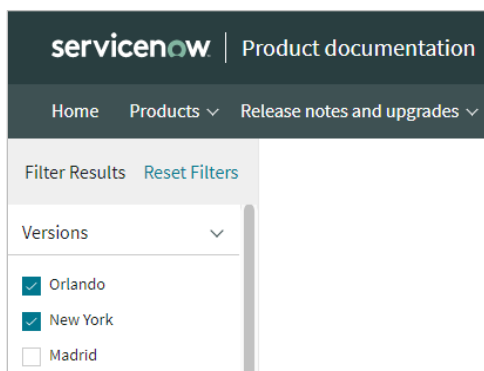 servicenow Product documentation
Home Products Release notes and upgrades
Filter Results Reset Filters
Versions
Orlando
New York
Madrid